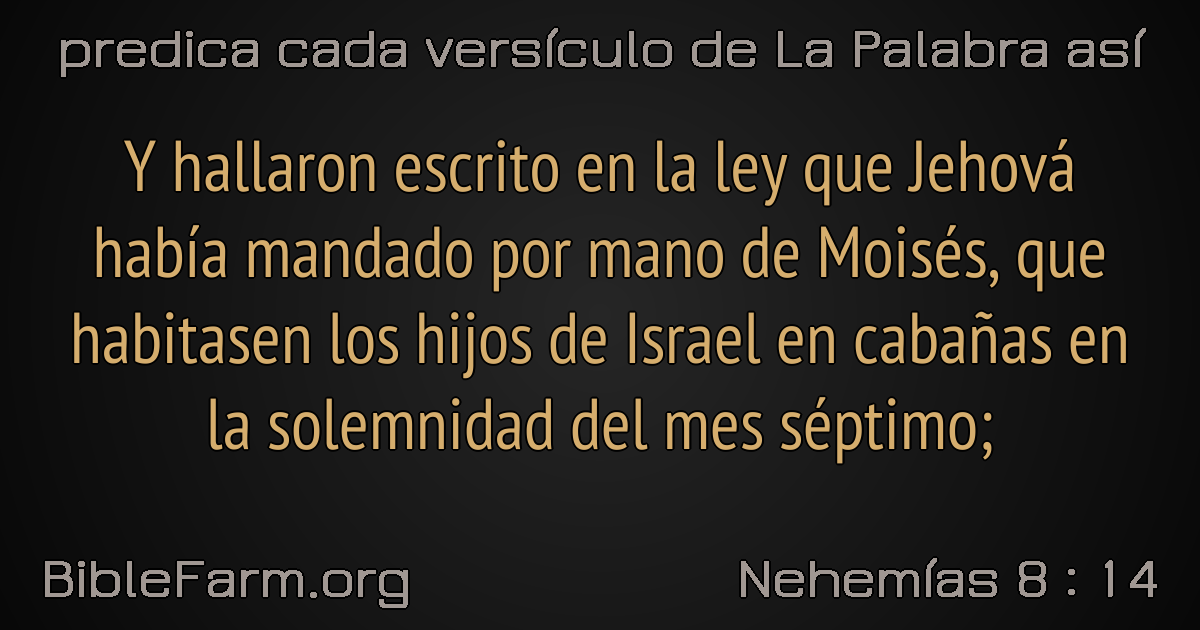 predica cada versículo de La Palabra así
Y hallaron escrito en la ley que Jehová
había mandado por mano de Moisés, que
habitasen los hijos de Israel en cabañas en
la solemnidad del mes séptimo;
BibleFarm.org
Nehemías 8 : 14